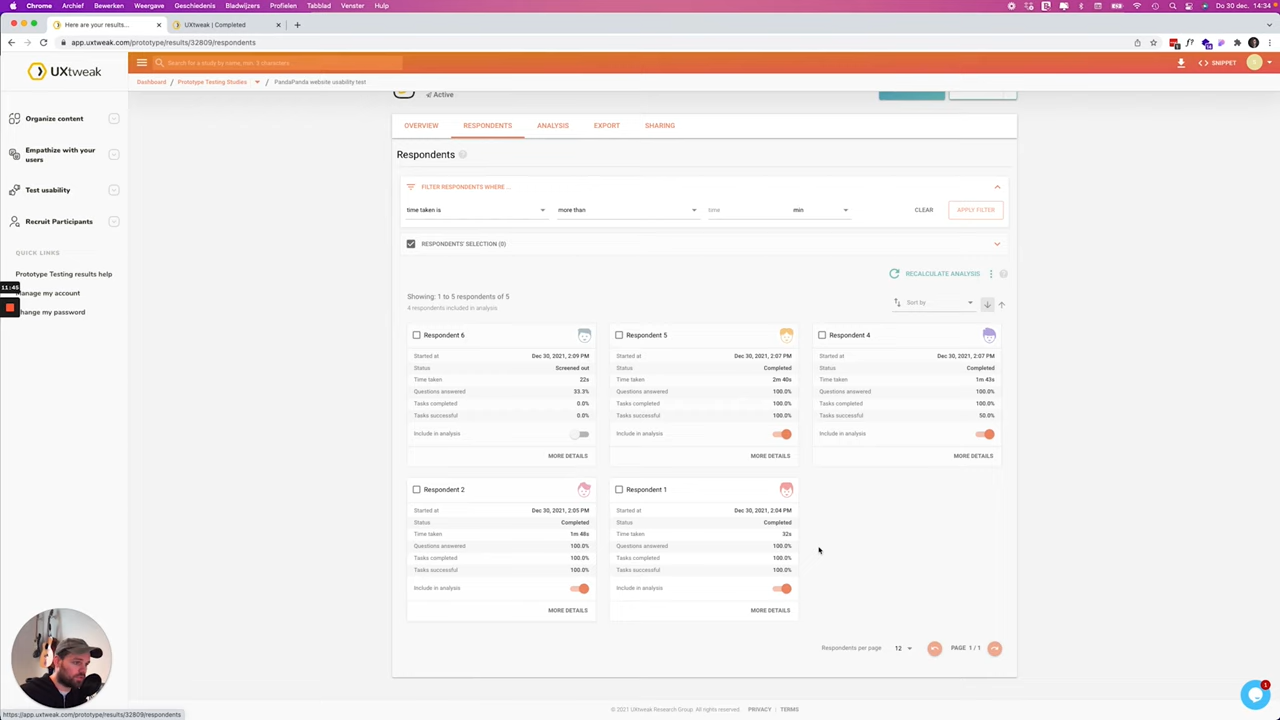 Chrome Archief Bewerken Weergave Geschiedenis Bladwijzers Profielen Tabblad Venster Help
Do 30 dec. 14:34
Here are your results...
UXtweak | Completed
app.uxtweak.com/prototype/results/32809/respondents
UXtweak
Search for a study by name, min. 3 characters
SNIPPET
S
Dashboard
Prototype Testing Studies
PandaPanda website usability test
Organize content
Empathize with your
users
Test usability
Recruit Participants
QUICK LINKS
Prototype Testing results help
Manage my account
Change my password
11:45
Active
OVERVIEW RESPONDENTS ANALYSIS EXPORT SHARING
Respondents
FILTER RESPONDENTS WHERE ...
time taken is more than time min CLEAR APPLY FILTER
RESPONDENTS' SELECTION (0)
RECALCULATE ANALYSIS
Showing: 1 to 5 respondents of 5
4 respondents included in analysis
Sort by
Respondent 6
Started at Dec 30, 2021, 2:09 PM
Status Screened out
Time taken 22s
Questions answered 33.3%
Tasks completed 0.0%
Tasks successful 0.0%
Include in analysis
MORE DETAILS
Respondent 5
Started at Dec 30, 2021, 2:07 PM
Status Completed
Time taken 2m 40s
Questions answered 100.0%
Tasks completed 100.0%
Tasks successful 100.0%
Include in analysis
MORE DETAILS
Respondent 4
Started at Dec 30, 2021, 2:07 PM
Status Completed
Time taken 1m 43s
Questions answered 100.0%
Tasks completed 100.0%
Tasks successful 50.0%
Include in analysis
MORE DETAILS
Respondent 2
Started at Dec 30, 2021, 2:05 PM
Status Completed
Time taken 1m 48s
Questions answered 100.0%
Tasks completed 100.0%
Tasks successful 100.0%
Include in analysis
MORE DETAILS
Respondent 1
Started at Dec 30, 2021, 2:04 PM
Status Completed
Time taken 32s
Questions answered 100.0%
Tasks completed 100.0%
Tasks successful 100.0%
Include in analysis
MORE DETAILS
Respondents per page 12 PAGE 1 / 1
© 2021 UXtweak Research Group. All rights reserved. PRIVACY | TERMS
1
https://app.uxtweak.com/prototype/results/32809/respondents